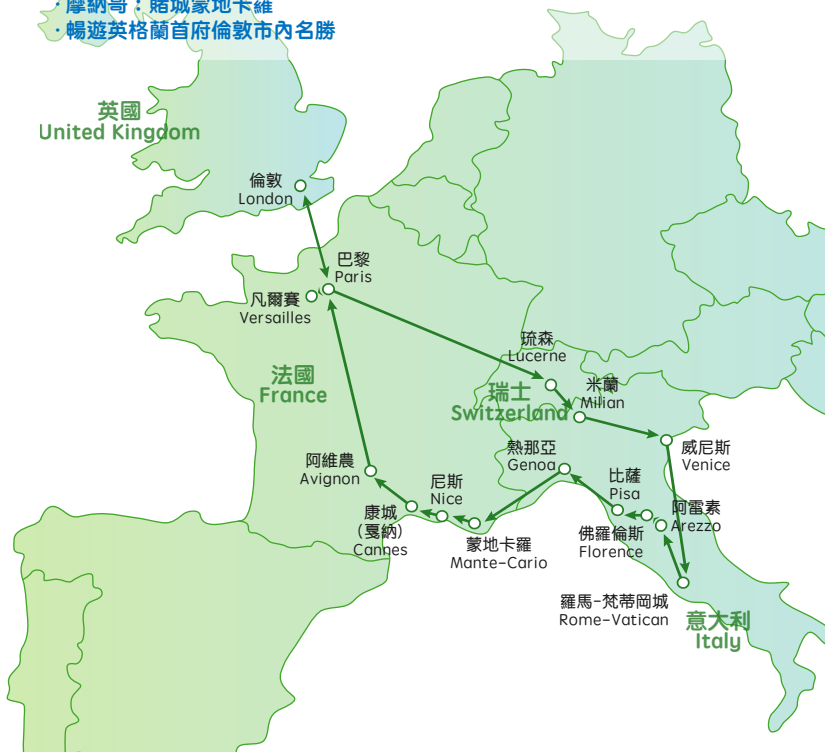 ·摩納哥：賭城蒙地卡羅
·暢遊英格蘭首府倫敦市內名勝
英國
United Kingdom
倫敦
London
巴黎
Paris
凡爾賽
Versailles
琉森
Lucerne
法國
France
瑞士
Switzerland
米蘭
Milian
威尼斯
Venice
熱那亞
Genoa
阿維農
Avignon
尼斯
Nice
比薩
Pisa
阿雷素
Arezzo
康城
（戛納）
Cannes
蒙地卡羅
Mante-Cario
佛羅倫斯
Florence
羅馬-梵蒂岡城
Rome-Vatican
意大利
Italy